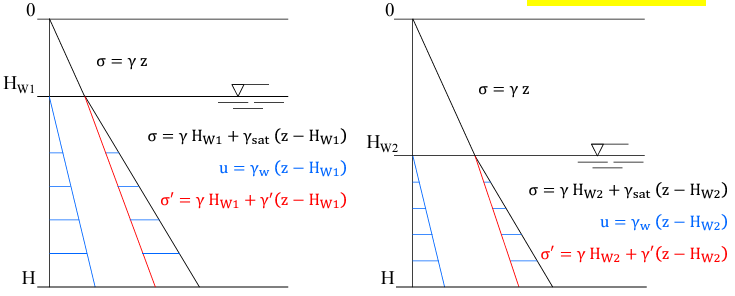 0
σ = γ z
H_W1
σ = γ H_W1 + γ_sat (z − H_W1)
u = γ_w (z − H_W1)
σ′ = γ H_W1 + γ′(z − H_W1)
H
0
σ = γ z
H_W2
σ = γ H_W2 + γ_sat (z − H_W2)
u = γ_w (z − H_W2)
σ′ = γ H_W2 + γ′(z − H_W2)
H